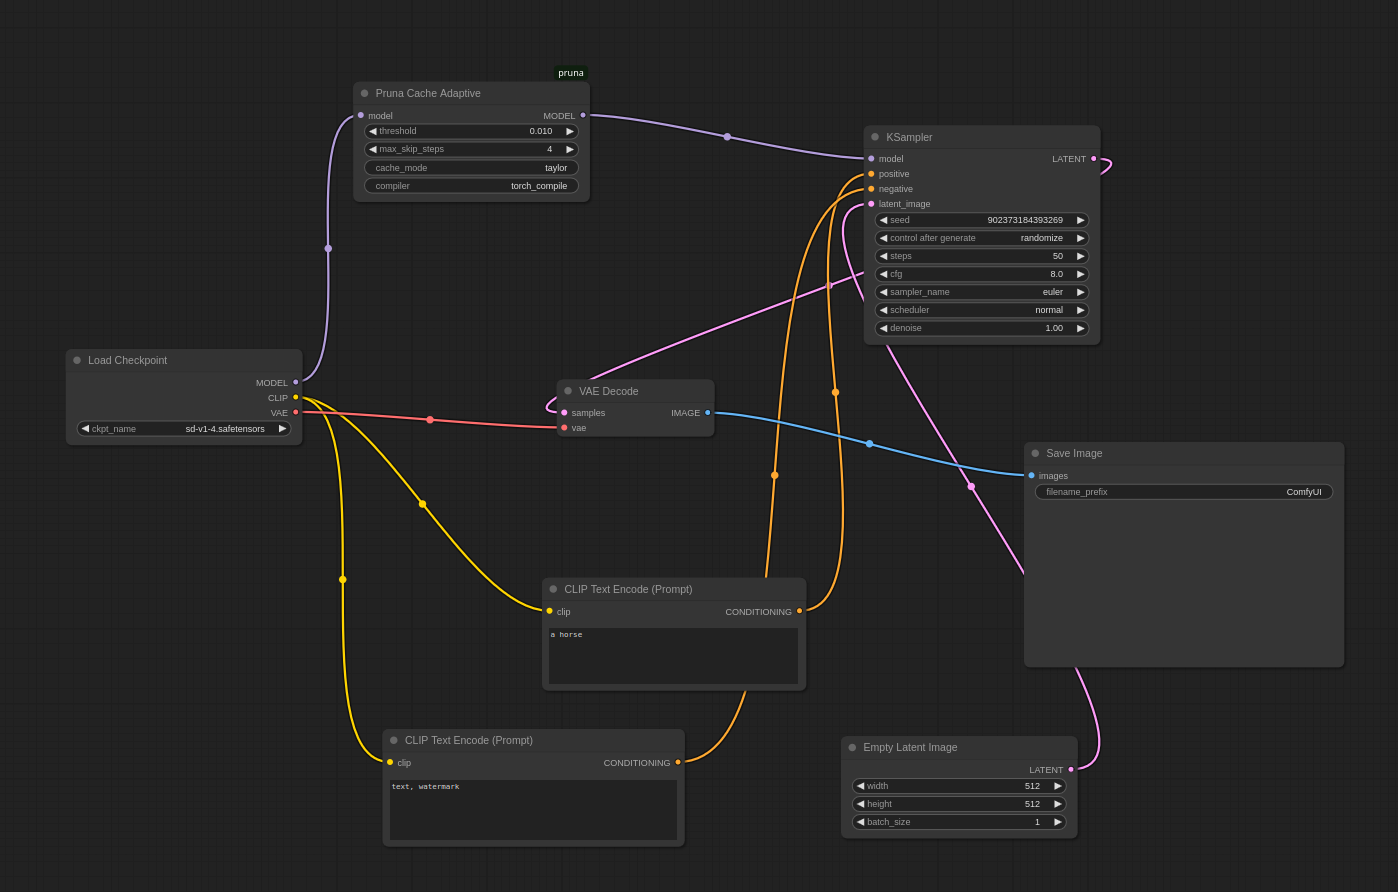 pruna
Pruna Cache Adaptive
model MODEL
threshold 0.010
max_skip_steps 4
cache_mode taylor
compiler torch_compile
KSampler
model LATENT
positive
negative
latent_image
seed 902373184393269
control after generate randomize
steps 50
cfg 8.0
sampler_name euler
scheduler normal
denoise 1.00
Load Checkpoint
MODEL
CLIP
VAE
ckpt_name sd-v1-4.safetensors
VAE Decode
samples IMAGE
vae
Save Image
images
filename_prefix ComfyUI
CLIP Text Encode (Prompt)
clip CONDITIONING
a horse
CLIP Text Encode (Prompt)
clip CONDITIONING
text, watermark
Empty Latent Image
LATENT
width 512
height 512
batch_size 1